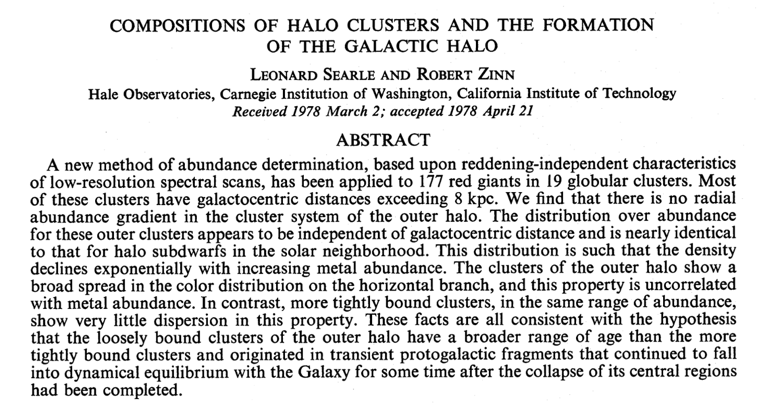 COMPOSITIONS OF HALO CLUSTERS AND THE FORMATION
OF THE GALACTIC HALO
LEONARD SEARLE AND ROBERT ZINN
Hale Observatories, Carnegie Institution of Washington, California Institute of Technology
Received 1978 March 2; accepted 1978 April 21
ABSTRACT
A new method of abundance determination, based upon reddening-independent characteristics
of low-resolution spectral scans, has been applied to 177 red giants in 19 globular clusters. Most
of these clusters have galactocentric distances exceeding 8 kpc. We find that there is no radial
abundance gradient in the cluster system of the outer halo. The distribution over abundance
for these outer clusters appears to be independent of galactocentric distance and is nearly identical
to that for halo subdwarfs in the solar neighborhood. This distribution is such that the density
declines exponentially with increasing metal abundance. The clusters of the outer halo show a
broad spread in the color distribution on the horizontal branch, and this property is uncorrelated
with metal abundance. In contrast, more tightly bound clusters, in the same range of abundance,
show very little dispersion in this property. These facts are all consistent with the hypothesis
that the loosely bound clusters of the outer halo have a broader range of age than the more
tightly bound clusters and originated in transient protogalactic fragments that continued to fall
into dynamical equilibrium with the Galaxy for some time after the collapse of its central regions
had been completed.